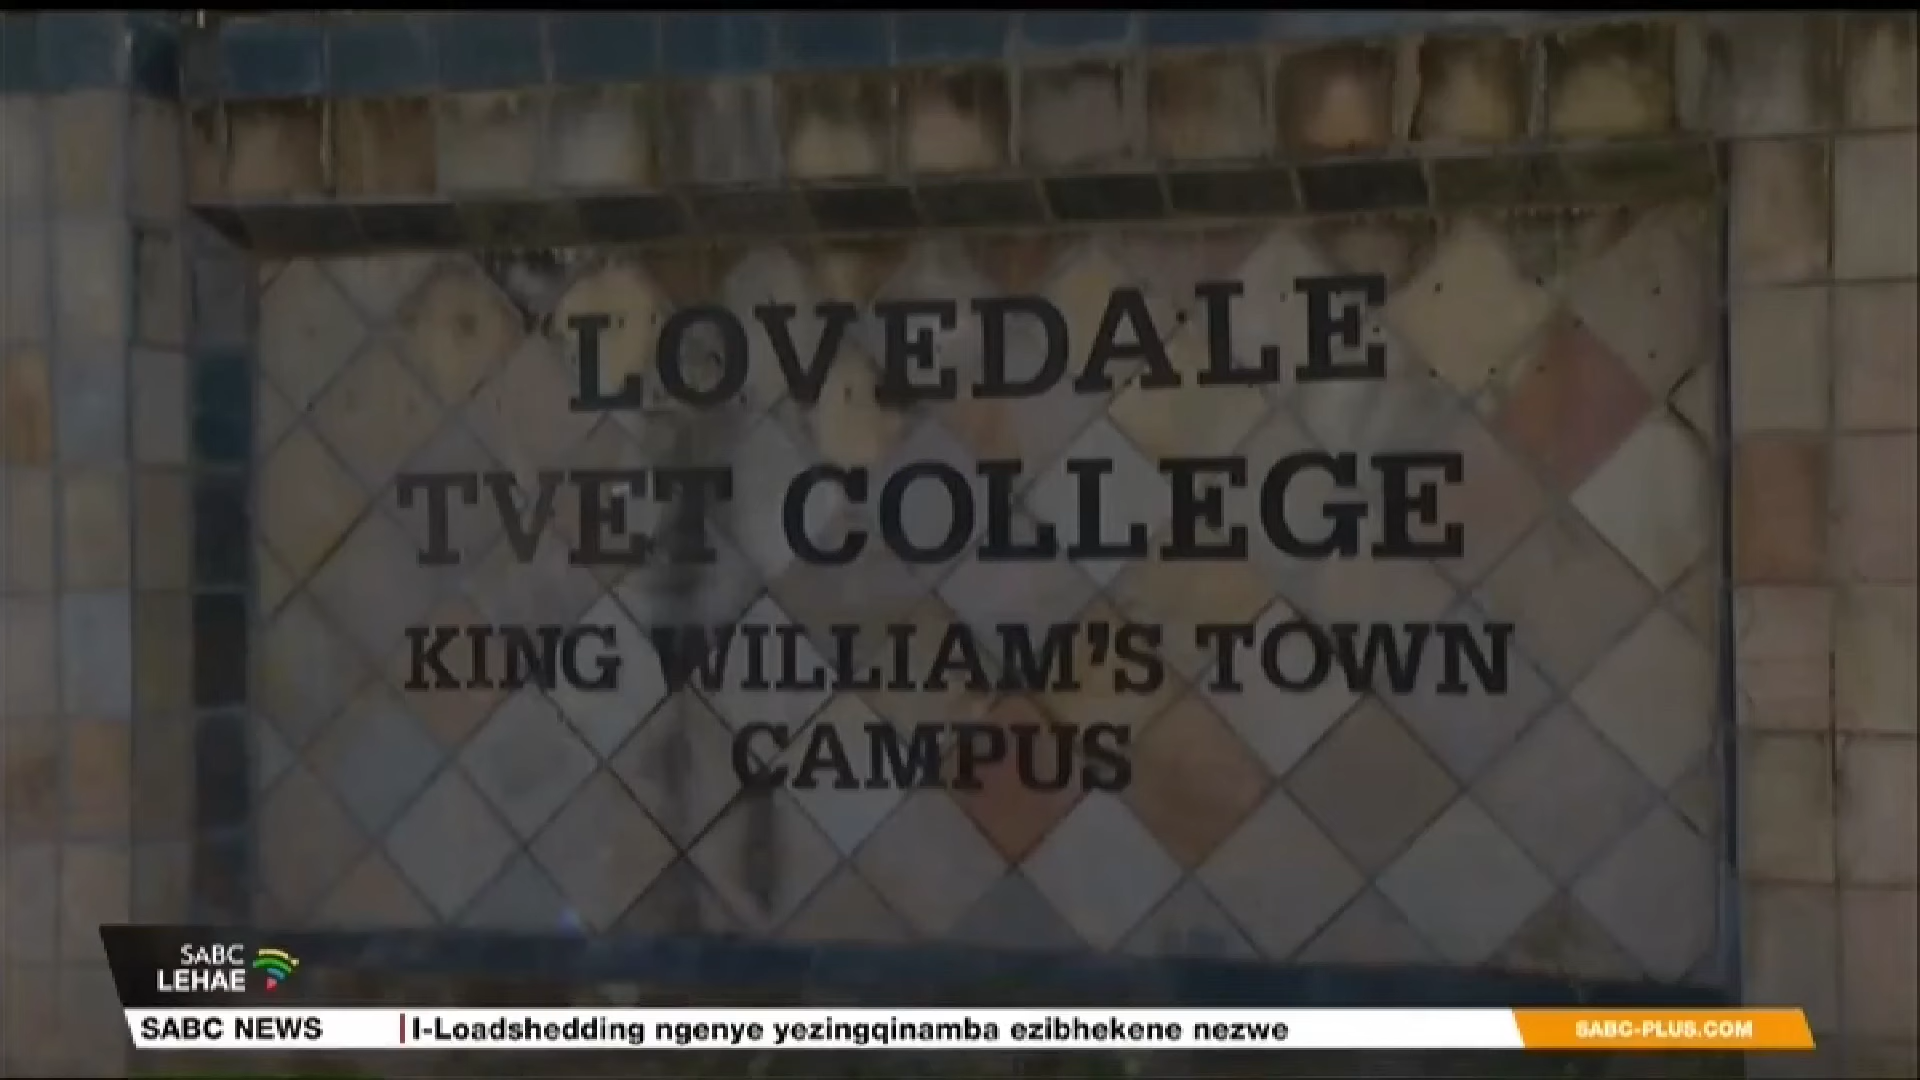 LOVEDALE
TVET COLLEGE
KING WILLIAM'S TOWN
CAMPUS
SABC
LEHAE
SABC NEWS
I-Loadshedding ngenye yezingqinamba ezibhekene nezwe
SABC-PLUS.COM